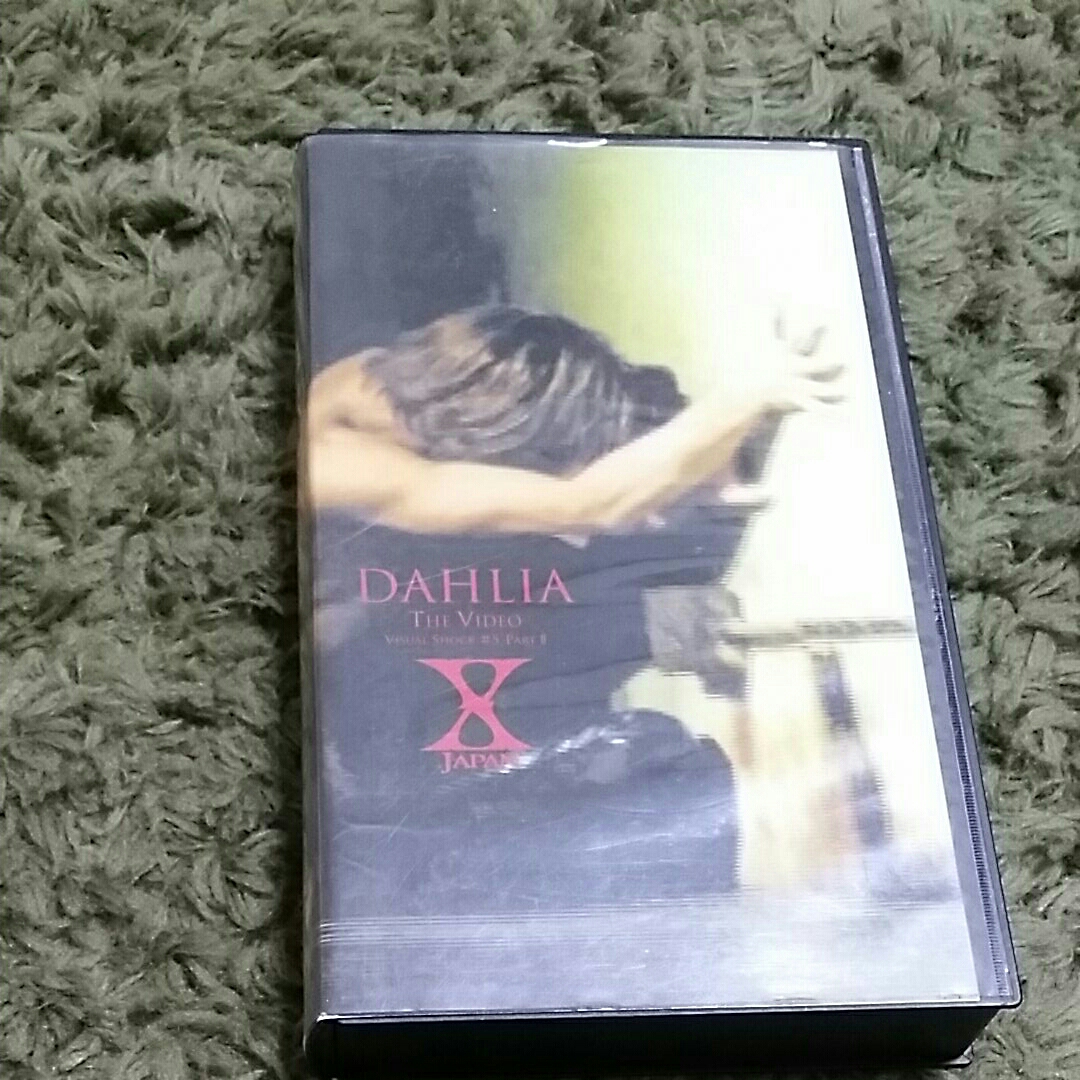 DAHLIA
THE VIDEO
VISUAL SHOCK #5 PART II
X
JAPAN